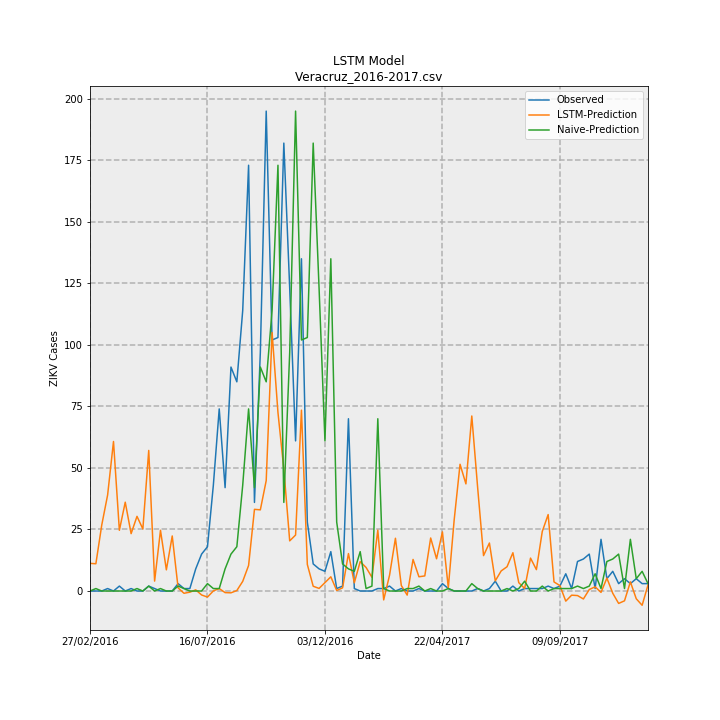 LSTM Model
Veracruz_2016-2017.csv
Observed
LSTM-Prediction
Naive-Prediction
ZIKV Cases
200
175
150
125
100
75
50
25
0
27/02/2016
16/07/2016
03/12/2016
22/04/2017
09/09/2017
Date